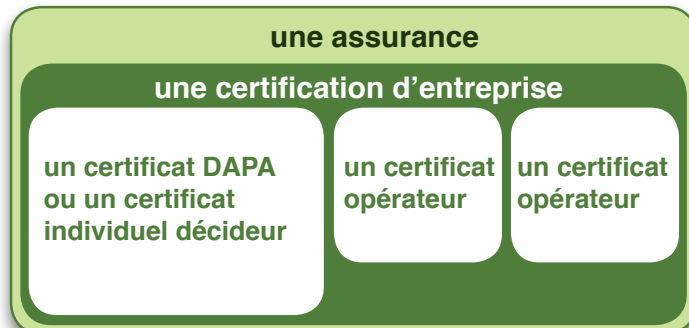 une assurance
une certification d'entreprise
un certificat DAPA
ou un certificat
individuel décideur
un certificat
opérateur
un certificat
opérateur